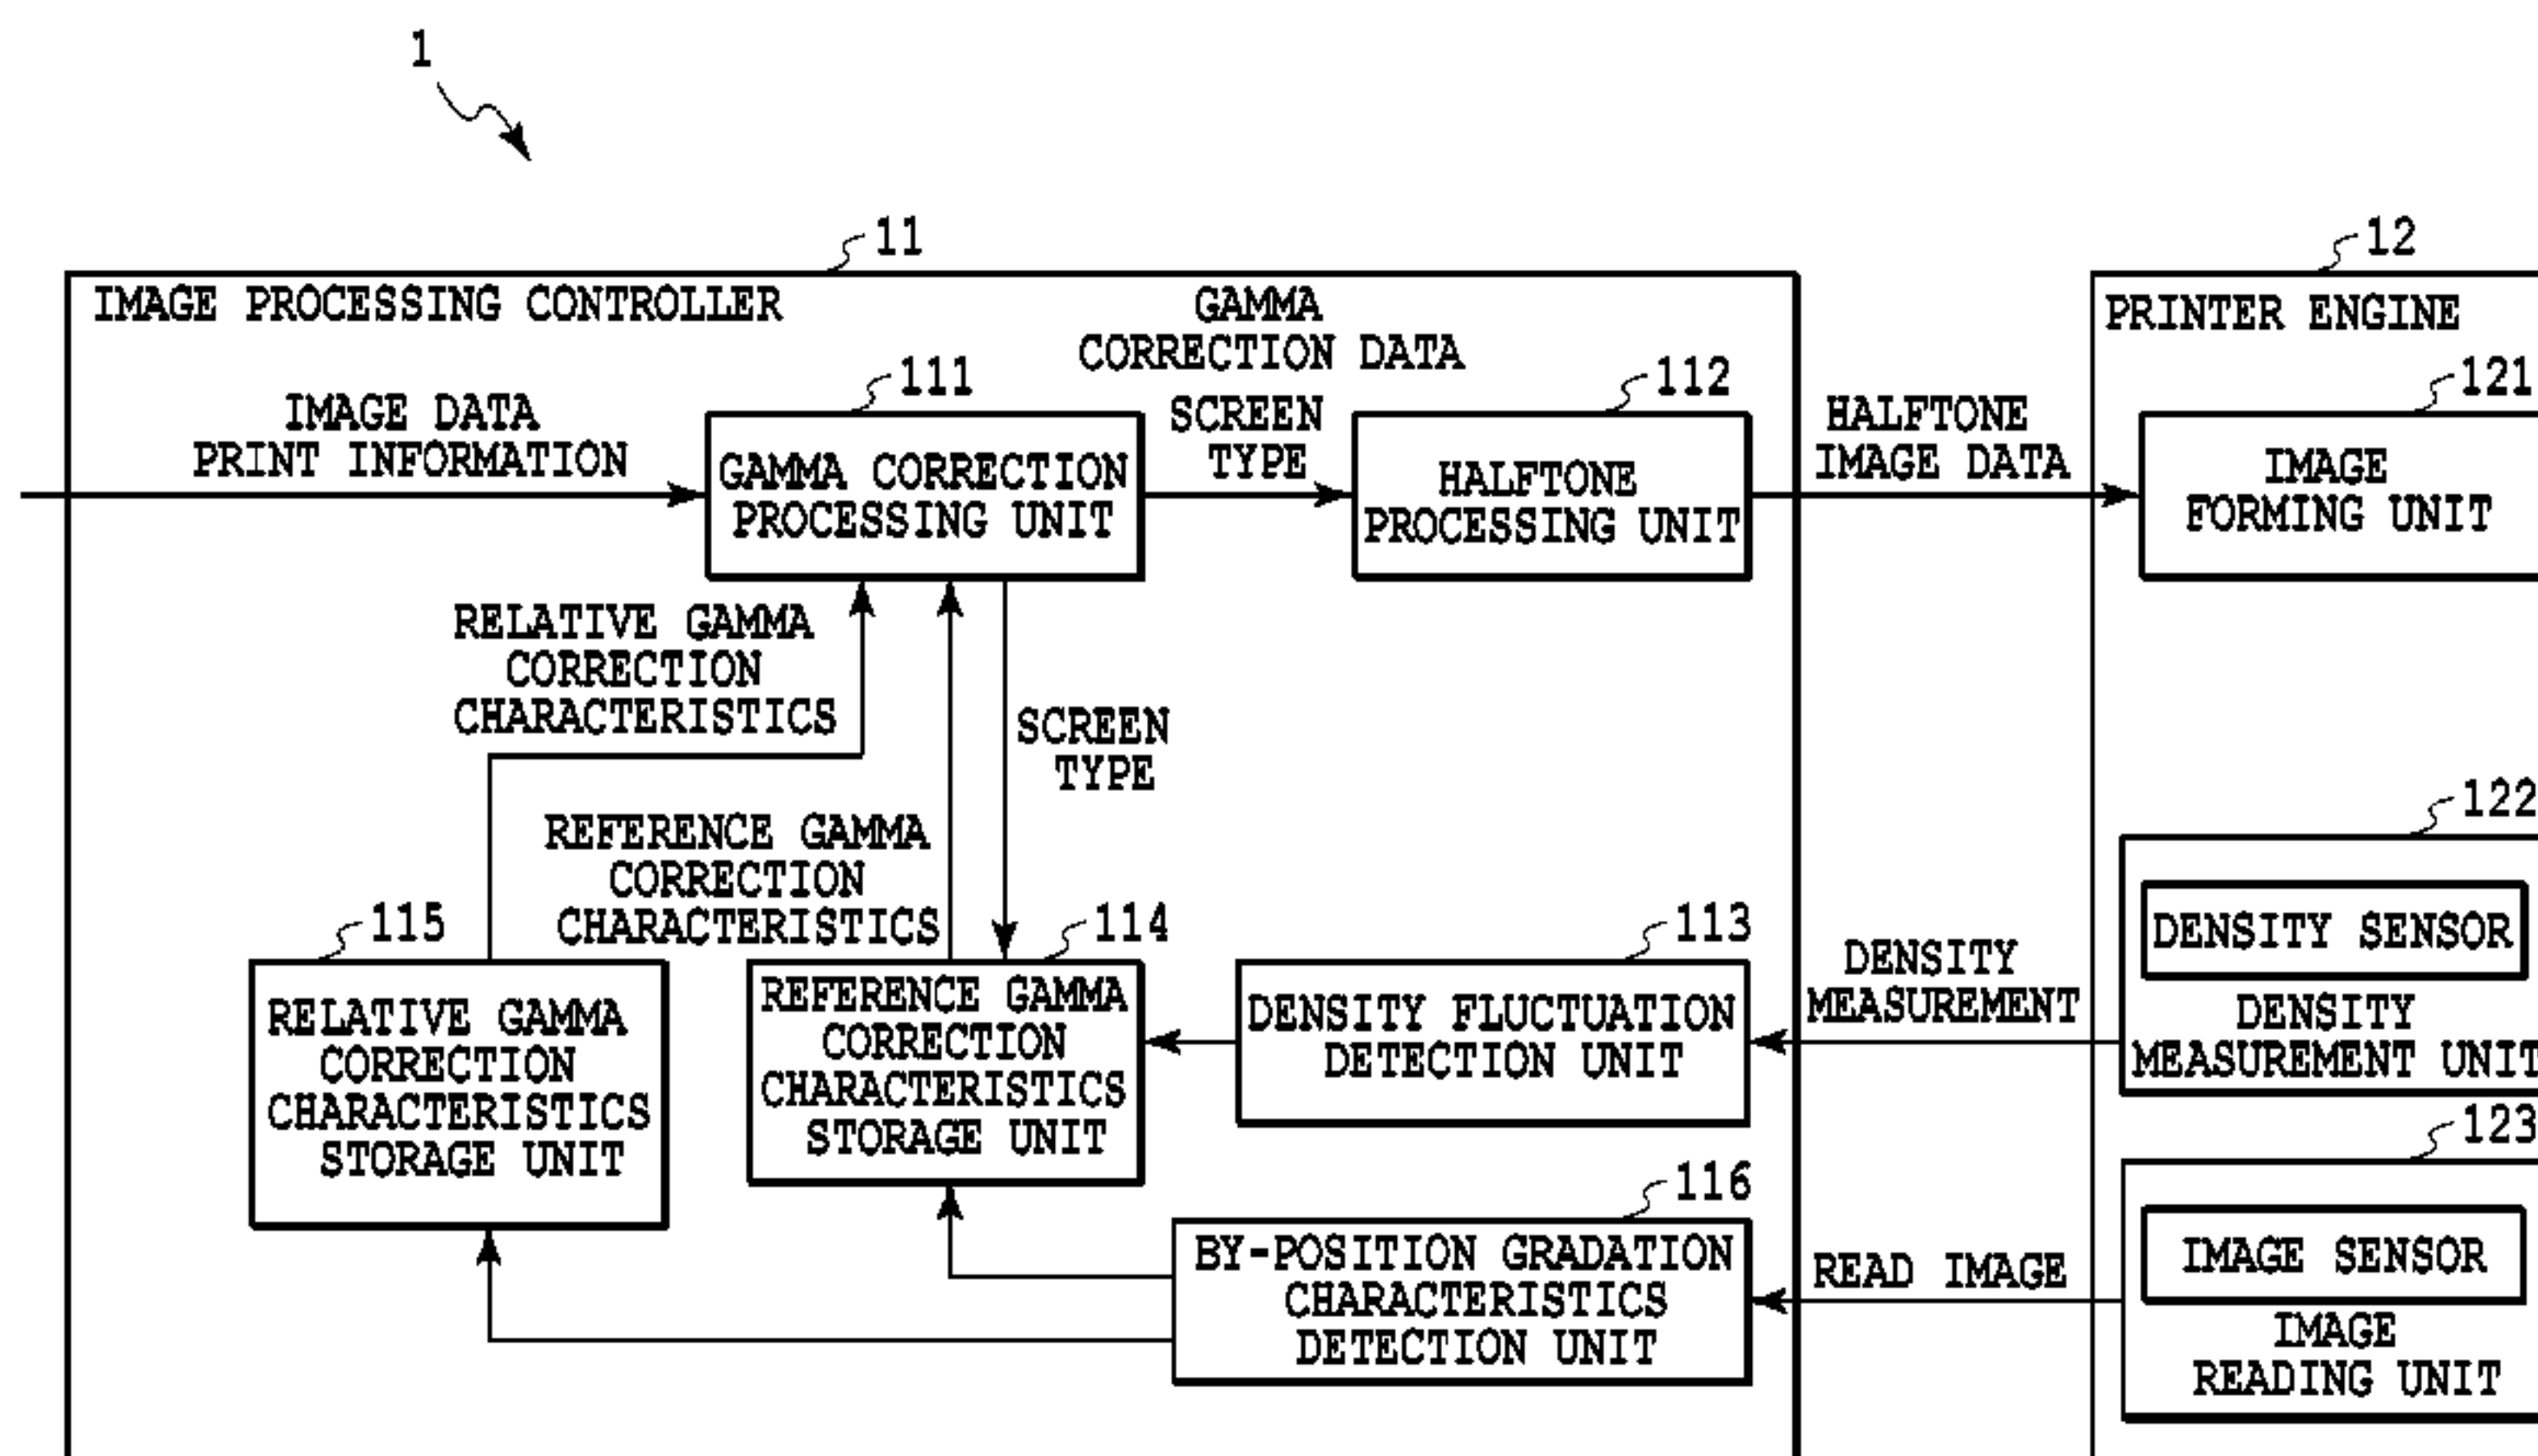 1
11
12
IMAGE PROCESSING CONTROLLER
GAMMA
CORRECTION DATA
PRINTER ENGINE
111
112
121
IMAGE DATA
PRINT INFORMATION
SCREEN
TYPE
HALFTONE
IMAGE DATA
GAMMA CORRECTION
PROCESSING UNIT
HALFTONE
PROCESSING UNIT
IMAGE
FORMING UNIT
RELATIVE GAMMA
CORRECTION
CHARACTERISTICS
SCREEN
TYPE
REFERENCE GAMMA
CORRECTION
CHARACTERISTICS
122
115
114
113
DENSITY
MEASUREMENT
DENSITY SENSOR
DENSITY
MEASUREMENT UNIT
RELATIVE GAMMA
CORRECTION
CHARACTERISTICS
STORAGE UNIT
REFERENCE GAMMA
CORRECTION
CHARACTERISTICS
STORAGE UNIT
DENSITY FLUCTUATION
DETECTION UNIT
123
116
BY-POSITION GRADATION
CHARACTERISTICS
DETECTION UNIT
READ IMAGE
IMAGE SENSOR
IMAGE
READING UNIT